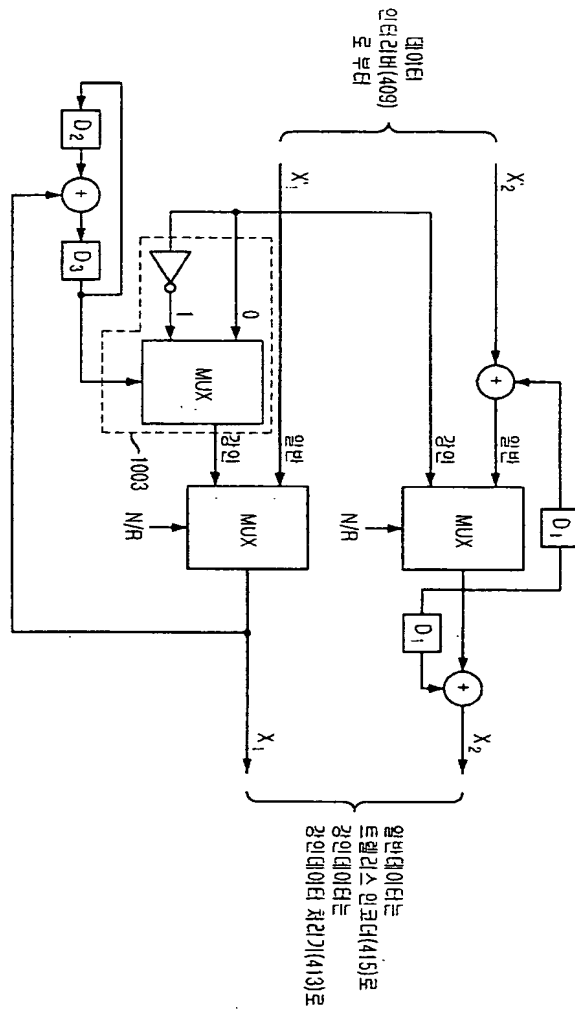 데이터
인터리버(409)
로 부터
X'₂
X'₁
D₁
일반
강인
MUX
N/R
D₁
X₂
일반
강인
MUX
N/R
X₁
0
1
MUX
1003
D₂
D₃
일반데이터는
트렐리스 인코더(415)로
강인데이터는
강인데이터 처리기(413)로